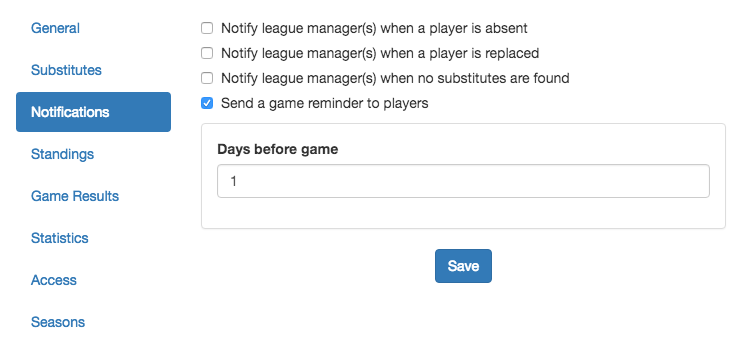 General
Substitutes
Notifications
Standings
Game Results
Statistics
Access
Seasons
Notify league manager(s) when a player is absent
Notify league manager(s) when a player is replaced
Notify league manager(s) when no substitutes are found
Send a game reminder to players
Days before game
1
Save